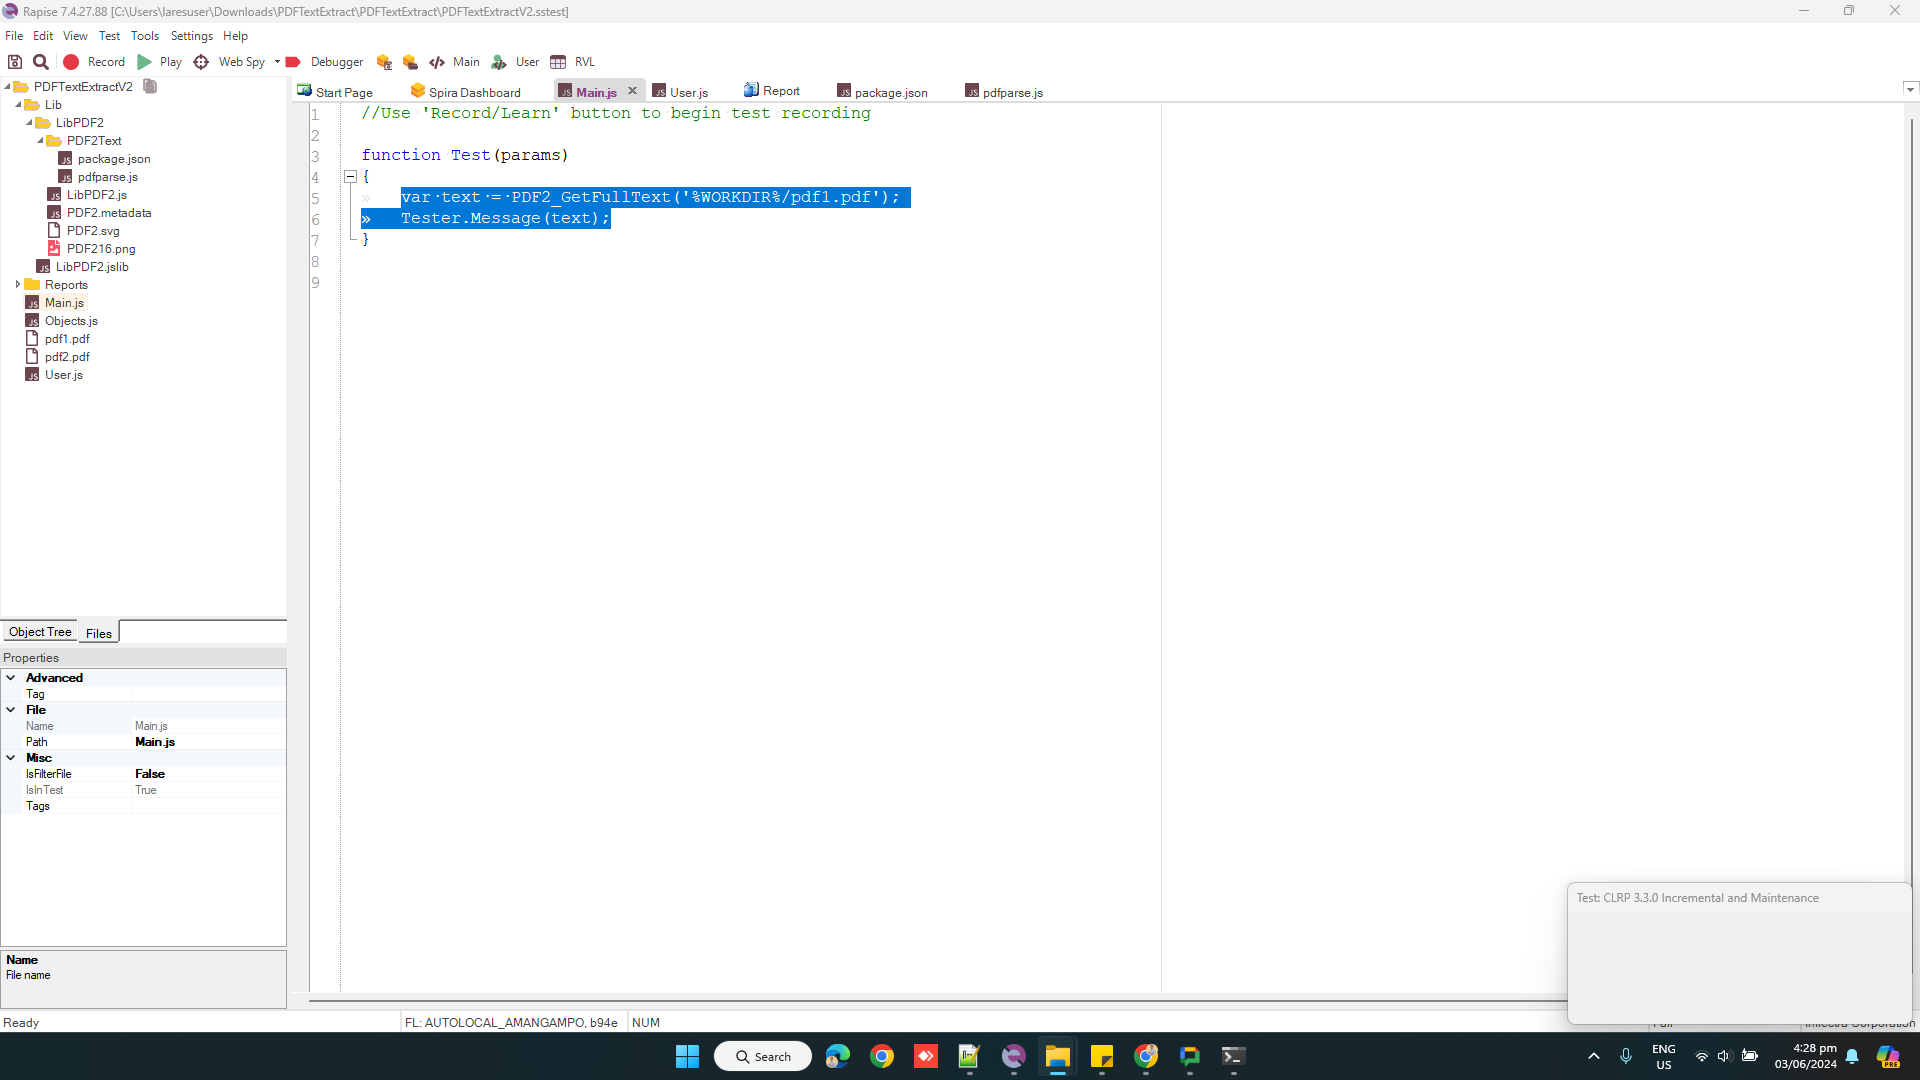 Rapise 7.4.27.88 [C:\Users\laresuser\Downloads\PDFTextExtract\PDFTextExtract\PDFTextExtractV2.sstest]
File Edit View Test Tools Settings Help
Record Play Web Spy Debugger Main User RVL
PDFTextExtractV2
Lib
LibPDF2
PDF2Text
package.json
pdfparse.js
LibPDF2.js
PDF2.metadata
PDF2.svg
PDF216.png
LibPDF2.jslib
Reports
Main.js
Objects.js
pdf1.pdf
pdf2.pdf
User.js
Start Page Spira Dashboard Main.js User.js Report package.json pdfparse.js
1 //Use 'Record/Learn' button to begin test recording
2
3 function Test(params)
4 {
5 var text = PDF2_GetFullText('%WORKDIR%/pdf1.pdf');
6 Tester.Message(text);
7 }
8
9
Object Tree Files
Properties
Advanced
Tag
File
Name Main.js
Path Main.js
Misc
IsFilterFile False
IsInTest True
Tags
Name
File name
Test: CLRP 3.3.0 Incremental and Maintenance
Ready FL: AUTOLOCAL_AMANGAMPO, b94e NUM
Search
ENG
US
4:28 pm
03/06/2024
PRE